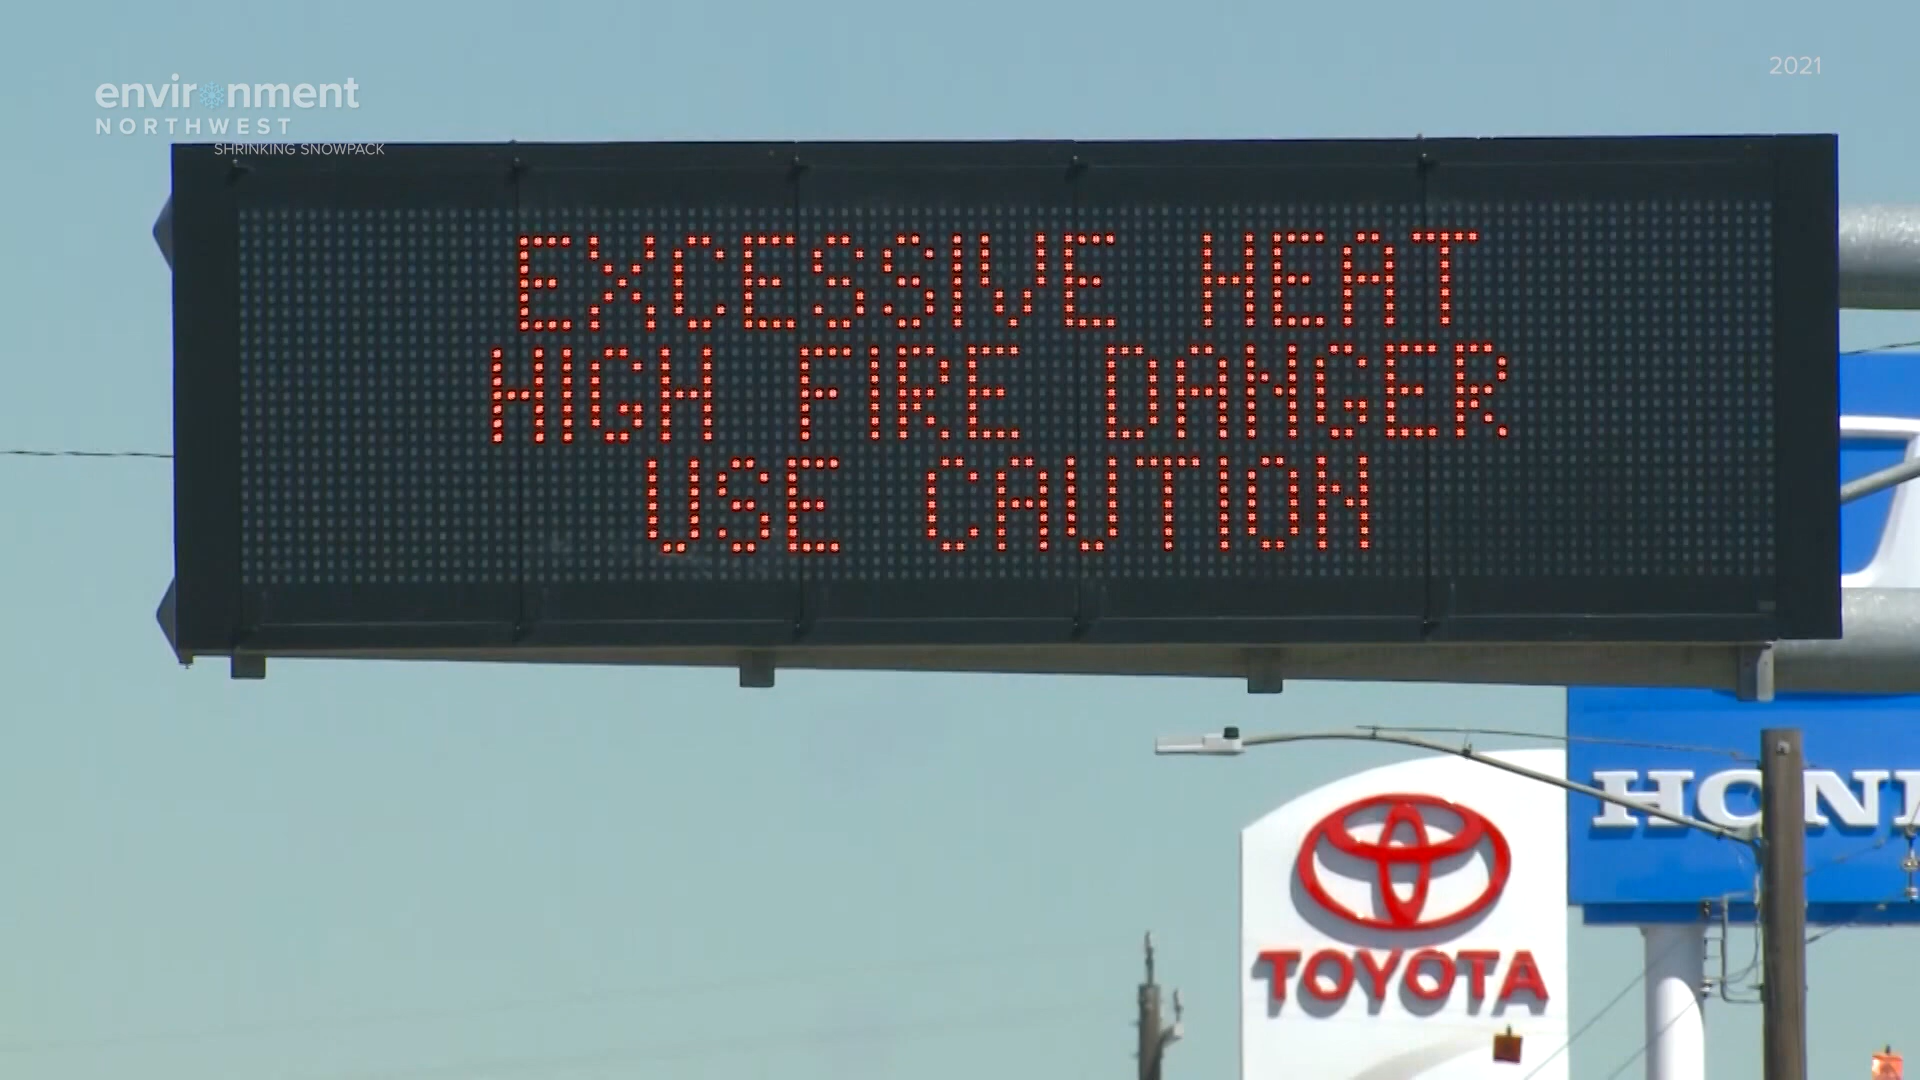 environment
NORTHWEST
SHRINKING SNOWPACK
2021
EXCESSIVE HEAT
HIGH FIRE DANGER
USE CAUTION
TOYOTA